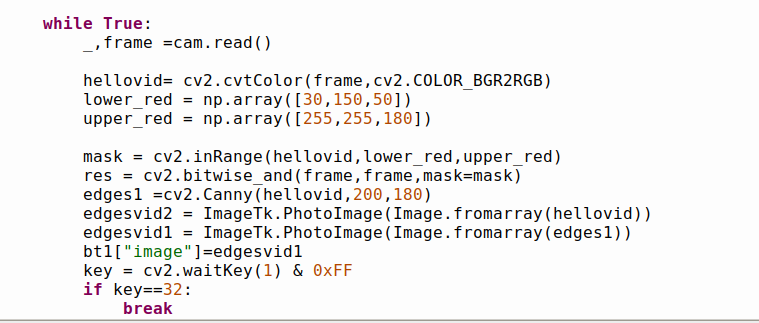 while True:
    _,frame =cam.read()
    hellovid= cv2.cvtColor(frame,cv2.COLOR_BGR2RGB)
    lower_red = np.array([30,150,50])
    upper_red = np.array([255,255,180])
    mask = cv2.inRange(hellovid,lower_red,upper_red)
    res = cv2.bitwise_and(frame,frame,mask=mask)
    edges1 =cv2.Canny(hellovid,200,180)
    edgesvid2 = ImageTk.PhotoImage(Image.fromarray(hellovid))
    edgesvid1 = ImageTk.PhotoImage(Image.fromarray(edges1))
    bt1["image"]=edgesvid1
    key = cv2.waitKey(1) & 0xFF
    if key==32:
        break